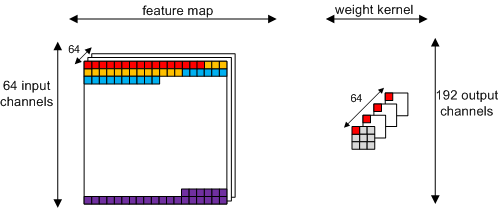 feature map
weight kernel
64
64 input
channels
64
192 output
channels